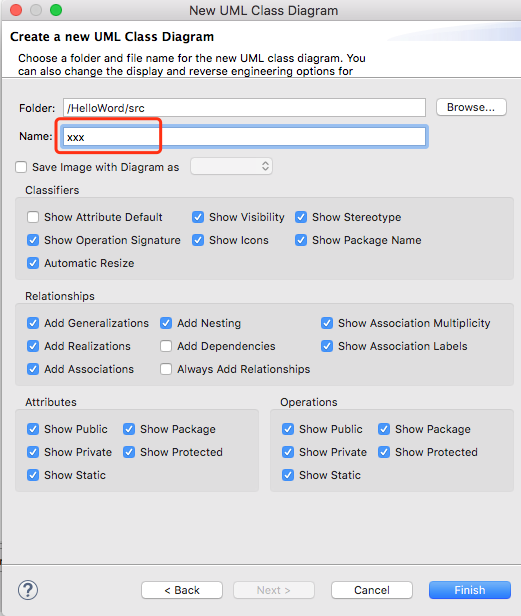 New UML Class Diagram
Create a new UML Class Diagram
Choose a folder and file name for the new UML class diagram. You
can also change the display and reverse engineering options for
Folder: /HelloWord/src Browse...
Name: xxx
Save Image with Diagram as
Classifiers
Show Attribute Default Show Visibility Show Stereotype
Show Operation Signature Show Icons Show Package Name
Automatic Resize
Relationships
Add Generalizations Add Nesting Show Association Multiplicity
Add Realizations Add Dependencies Show Association Labels
Add Associations Always Add Relationships
Attributes Operations
Show Public Show Package Show Public Show Package
Show Private Show Protected Show Private Show Protected
Show Static Show Static
? < Back Next > Cancel Finish